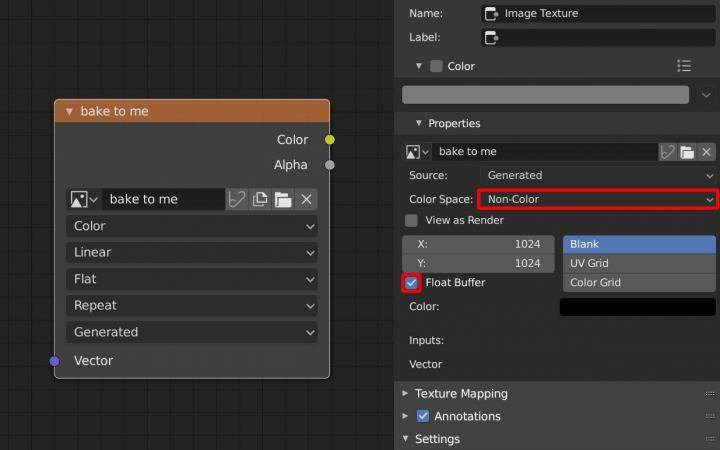 bake to me
Color
Alpha
bake to me
Color
Linear
Flat
Repeat
Generated
Vector
Name: Image Texture
Label:
Color
Properties
bake to me
Source: Generated
Color Space: Non-Color
View as Render
X: 1024
Y: 1024
Blank
UV Grid
Color Grid
Float Buffer
Color:
Inputs:
Vector
Texture Mapping
Annotations
Settings